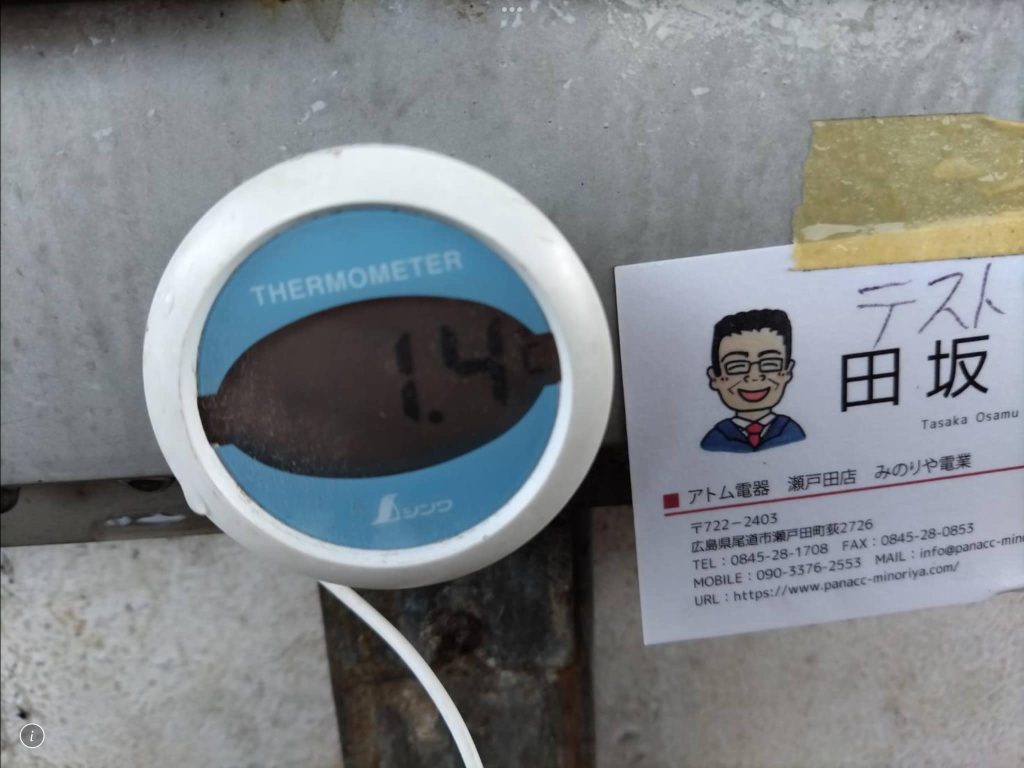 THERMOMETER
1.4
シンワ
テスト
田坂
Tasaka Osamu
アトム電器 瀬戸田店 みのりや電業
〒722-2403
広島県尾道市瀬戸田町荻2726
TEL：0845-28-1708 FAX：0845-28-0853
MOBILE：090-3376-2553 MAIL：info@panacc-mino
URL：https://www.panacc-minoriya.com/